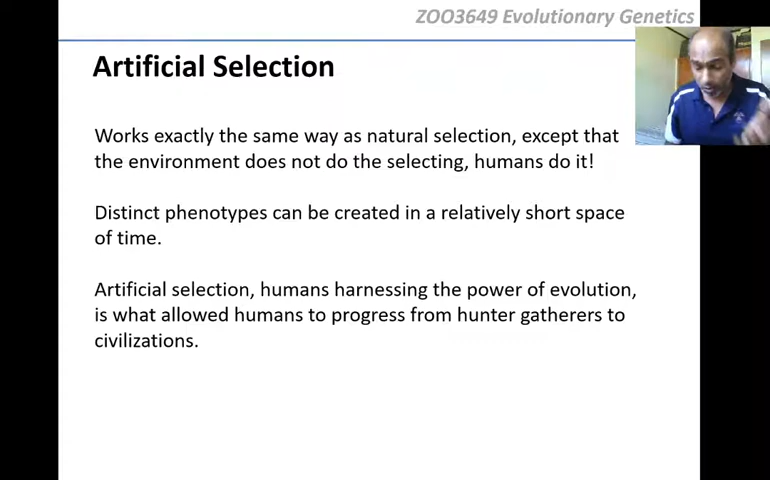 ZOO3649 Evolutionary Genetics
Artificial Selection
Works exactly the same way as natural selection, except that
the environment does not do the selecting, humans do it!
Distinct phenotypes can be created in a relatively short space
of time.
Artificial selection, humans harnessing the power of evolution,
is what allowed humans to progress from hunter gatherers to
civilizations.